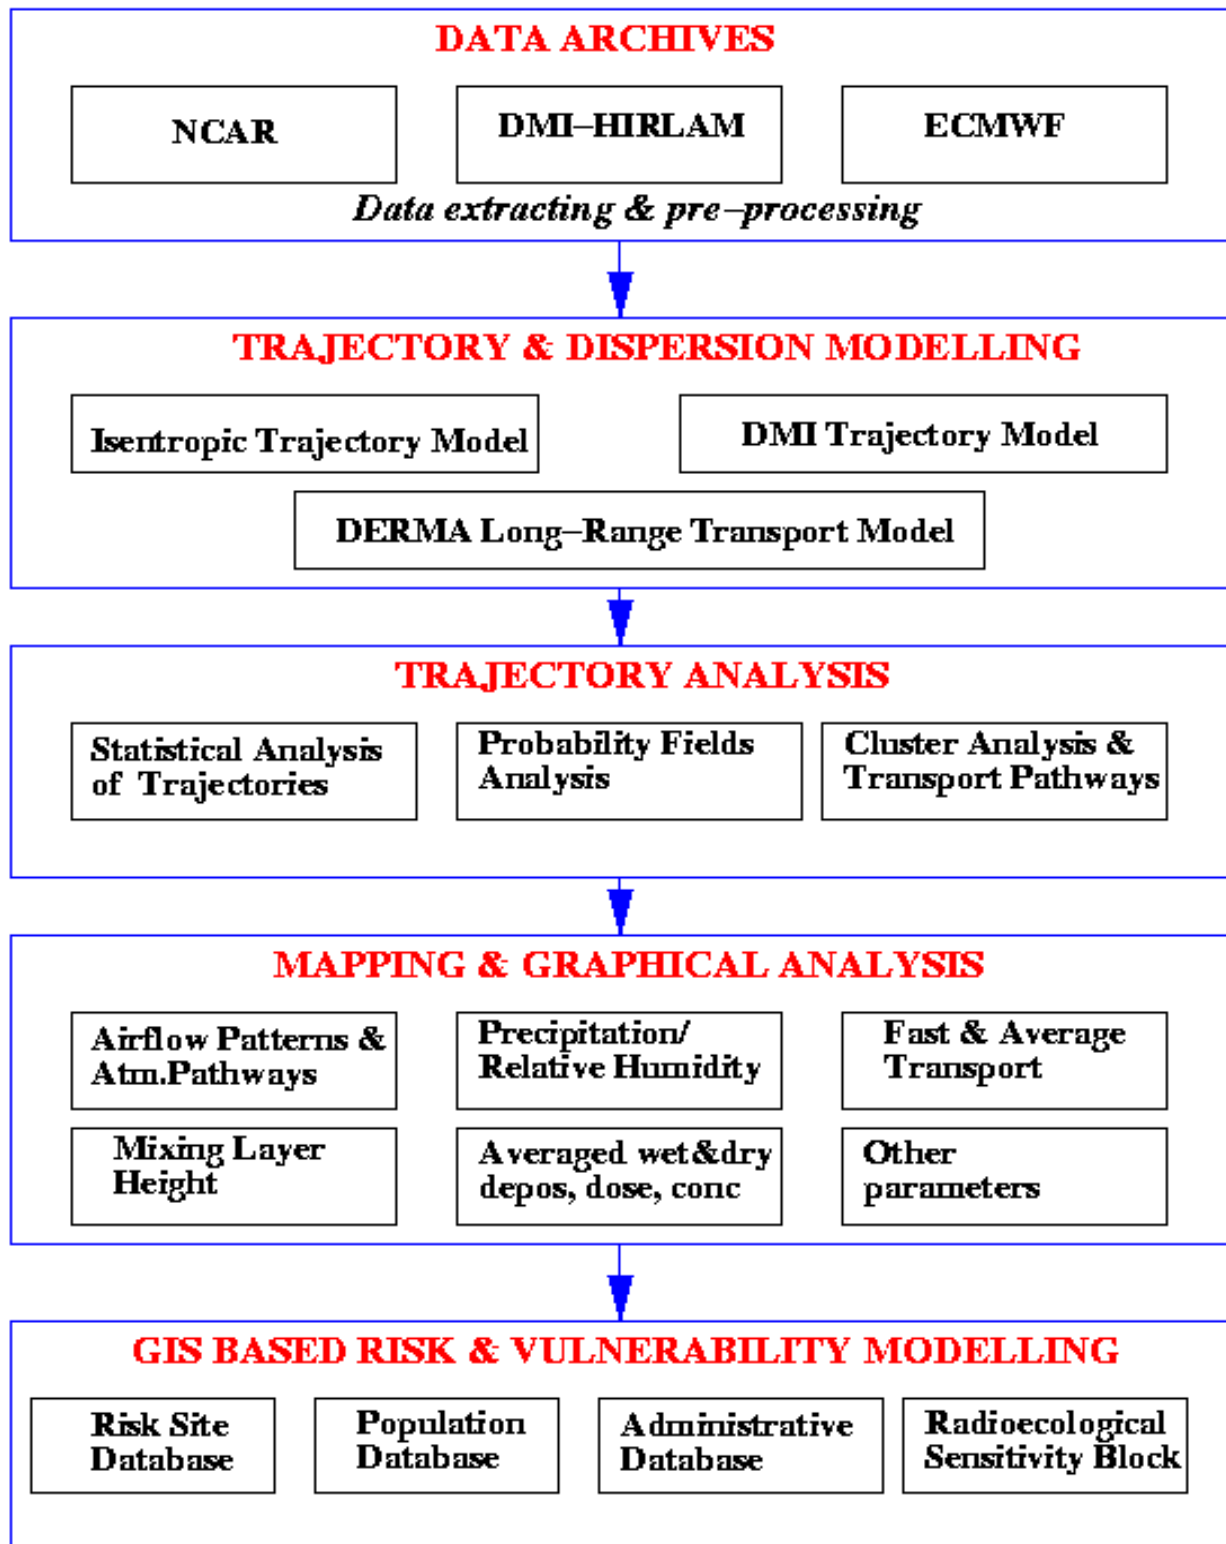 DATA ARCHIVES
NCAR
DMI–HIRLAM
ECMWF
Data extracting & pre–processing
TRAJECTORY & DISPERSION MODELLING
Isentropic Trajectory Model
DMI Trajectory Model
DERMA Long–Range Transport Model
TRAJECTORY ANALYSIS
Statistical Analysis
of Trajectories
Probability Fields
Analysis
Cluster Analysis &
Transport Pathways
MAPPING & GRAPHICAL ANALYSIS
Airflow Patterns &
Atm.Pathways
Precipitation/
Relative Humidity
Fast & Average
Transport
Mixing Layer
Height
Averaged wet&dry
depos, dose, conc
Other
parameters
GIS BASED RISK & VULNERABILITY MODELLING
Risk Site
Database
Population
Database
Administrative
Database
Radioecological
Sensitivity Block